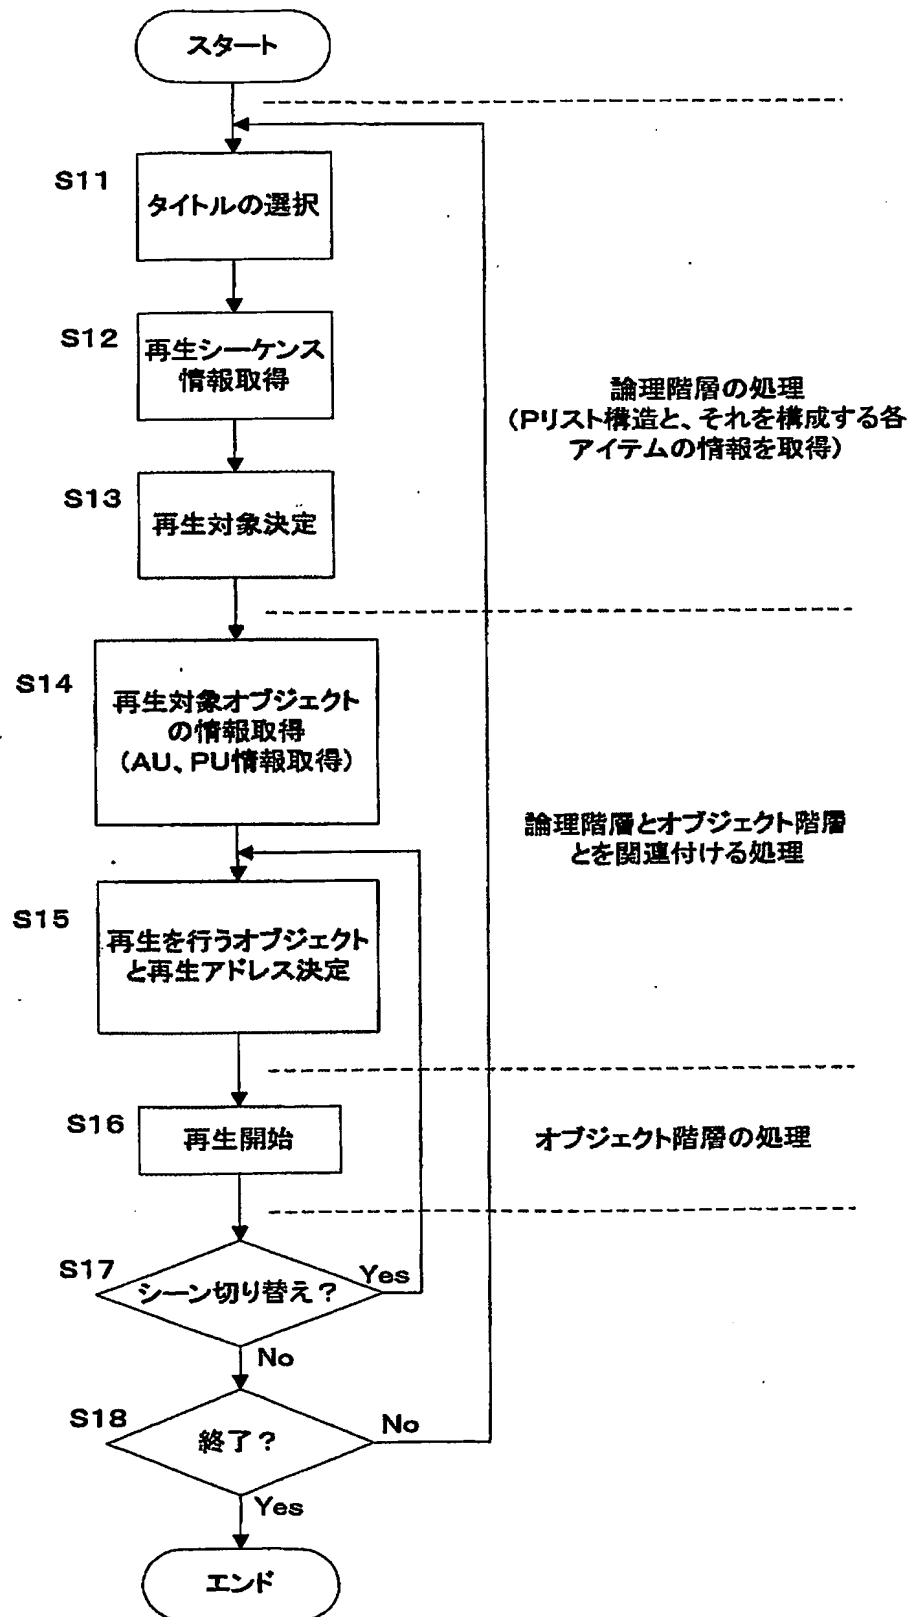 スタート
S11
タイトルの選択
S12
再生シーケンス
情報取得
論理階層の処理
(Pリスト構造と、それを構成する各
アイテムの情報を取得)
S13
再生対象決定
S14
再生対象オブジェクト
の情報取得
(AU、PU情報取得)
論理階層とオブジェクト階層
とを関連付ける処理
S15
再生を行うオブジェクト
と再生アドレス決定
S16
再生開始
オブジェクト階層の処理
S17
シーン切り替え?
Yes
No
S18
終了?
No
Yes
エンド